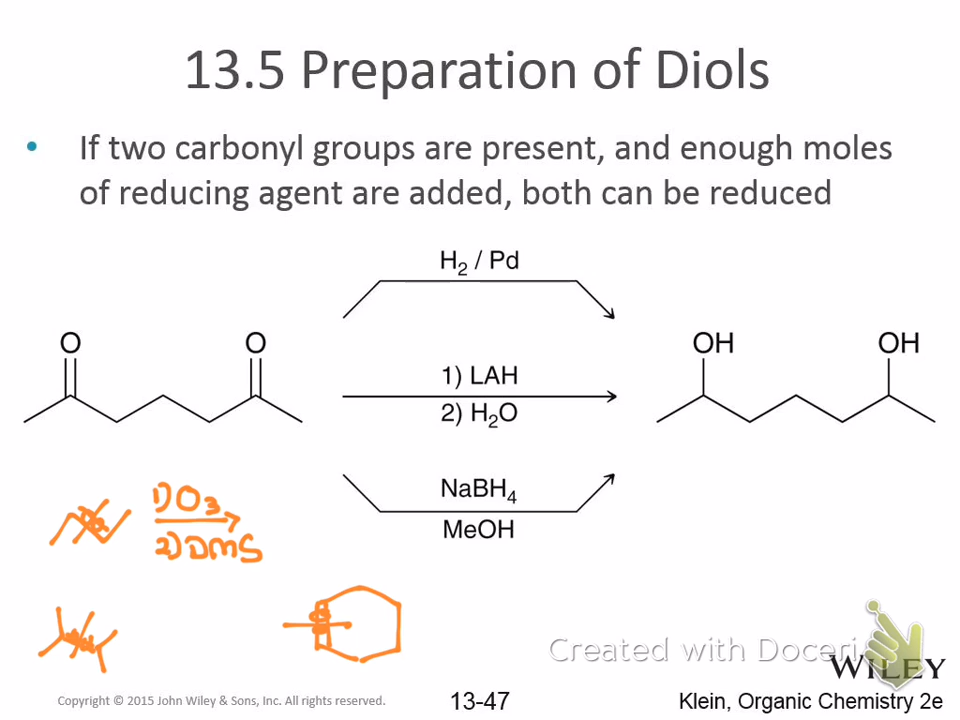 13.5 Preparation of Diols
• If two carbonyl groups are present, and enough moles
of reducing agent are added, both can be reduced
H2 / Pd
O O
1) LAH
2) H2O
OH OH
NaBH4
MeOH
1) O3
2) DMS
Created with Doceri
WILEY
Copyright © 2015 John Wiley & Sons, Inc. All rights reserved.
13-47
Klein, Organic Chemistry 2e